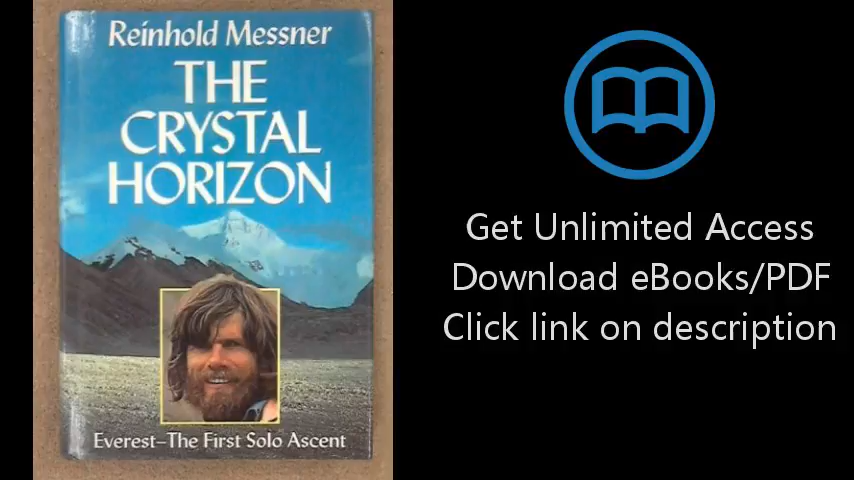 Reinhold Messner
THE
CRYSTAL
HORIZON
Everest–The First Solo Ascent
Get Unlimited Access
Download eBooks/PDF
Click link on description